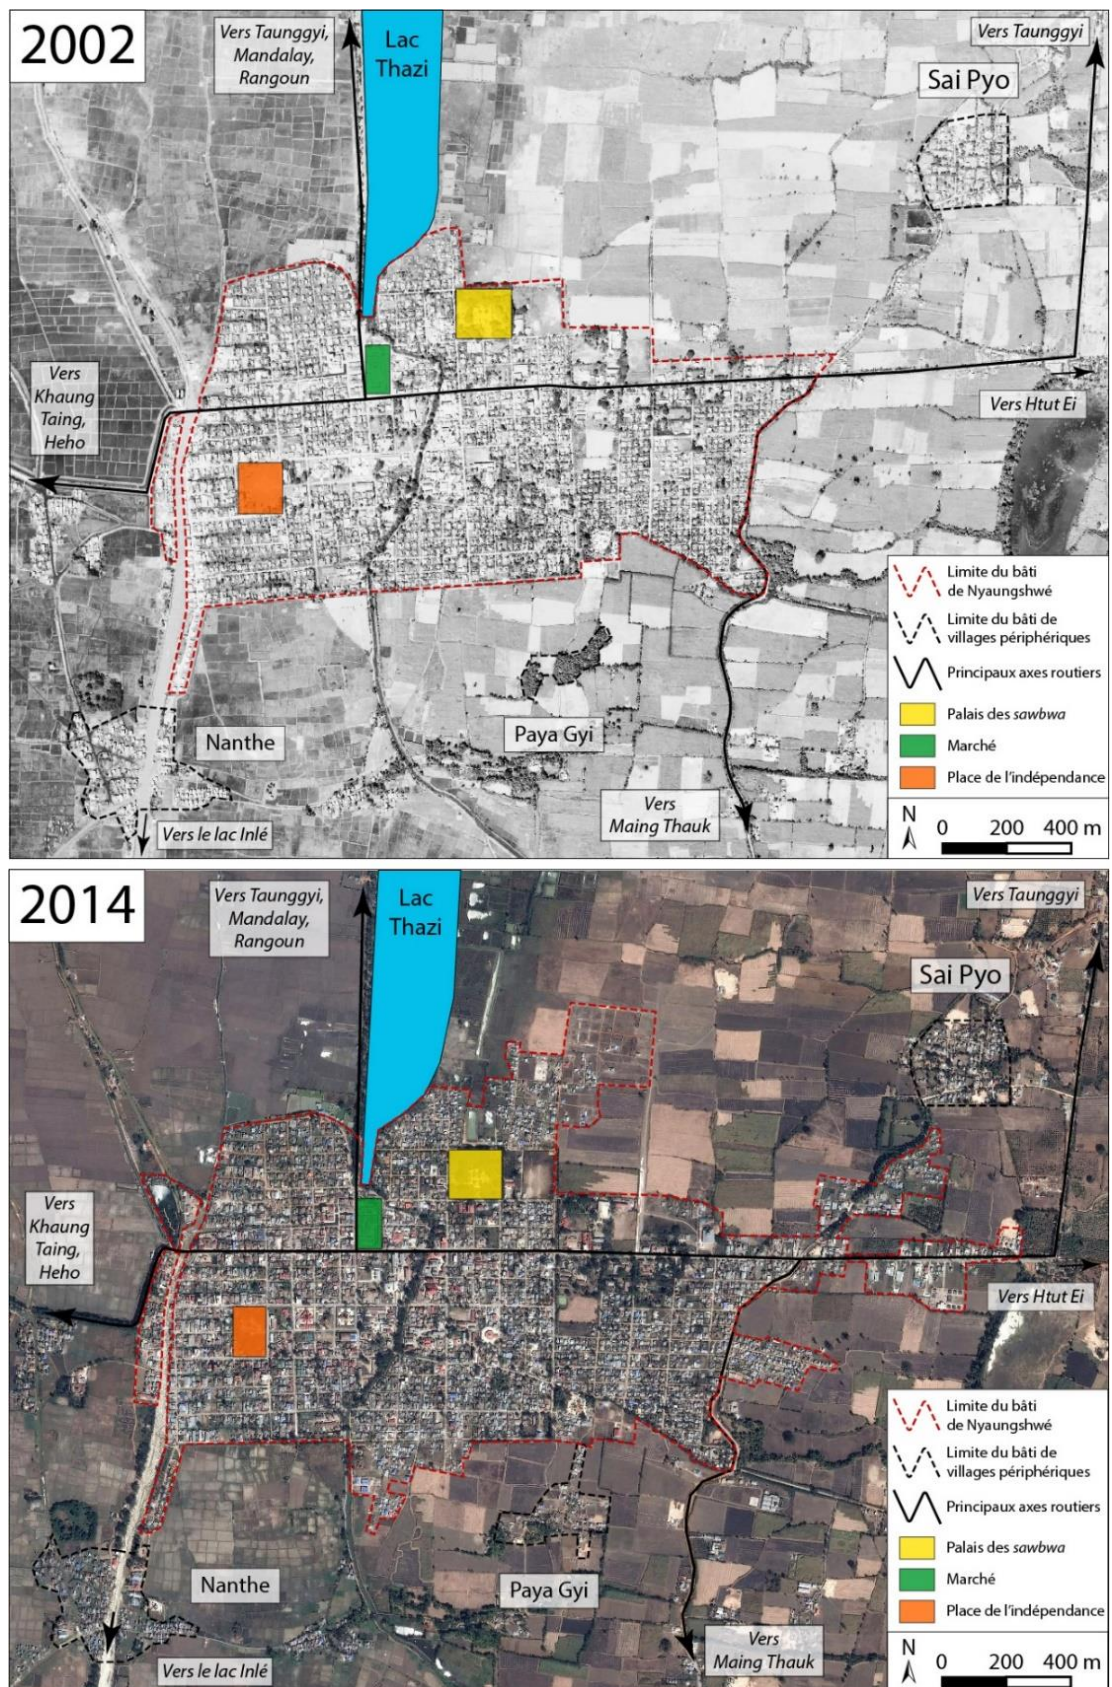 2002
Vers Taunggyi,
Mandalay,
Rangoun
Lac
Thazi
Vers Taunggyi
Sai Pyo
Vers
Khaung
Taing,
Heho
Vers Htut Ei
Nanthe
Paya Gyi
Vers
Maing Thauk
Vers le lac Inlé
Limite du bâti
de Nyaungshwé
Limite du bâti de
villages périphériques
Principaux axes routiers
Palais des sawbwa
Marché
Place de l'indépendance
N
0 200 400 m
2014
Vers Taunggyi,
Mandalay,
Rangoun
Lac
Thazi
Vers Taunggyi
Sai Pyo
Vers
Khaung
Taing,
Heho
Vers Htut Ei
Nanthe
Paya Gyi
Vers
Maing Thauk
Vers le lac Inlé
Limite du bâti
de Nyaungshwé
Limite du bâti de
villages périphériques
Principaux axes routiers
Palais des sawbwa
Marché
Place de l'indépendance
N
0 200 400 m